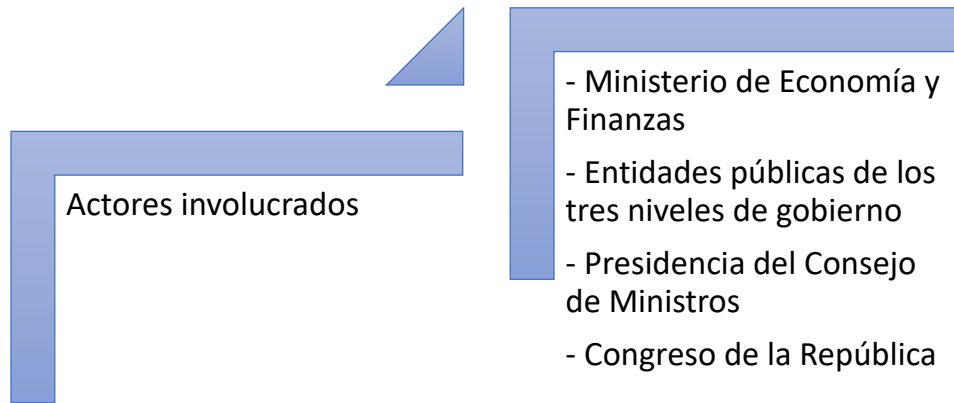 Actores involucrados
- Ministerio de Economía y
Finanzas
- Entidades públicas de los
tres niveles de gobierno
- Presidencia del Consejo
de Ministros
- Congreso de la República